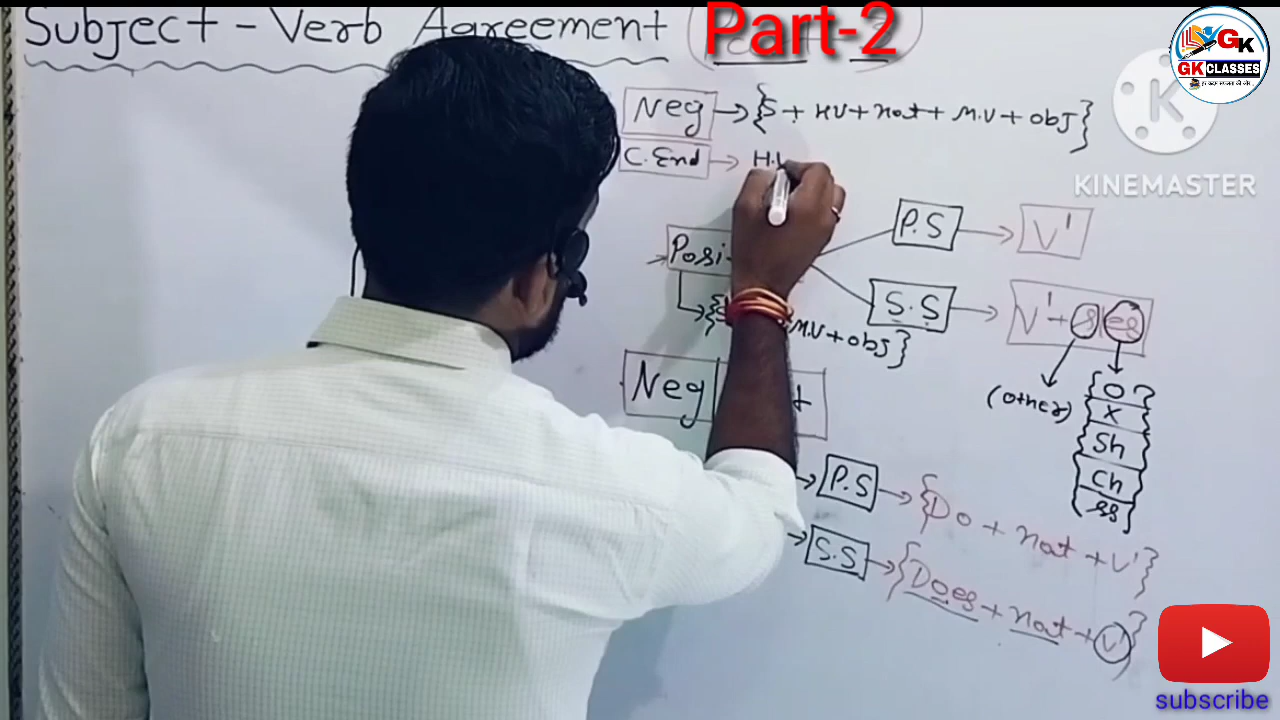 Subject - Verb Agreement
Part-2
GK
GK CLASSES
KINEMASTER
Neg → {S + HV + not + M.V + obj}
C. End → H.V
P.S → V'
Posi
S.S → V' + s/es
M.V + obj}
(other)
O
X
Sh
Ch
ss
Neg
P.S → {Do + not + V'}
S.S → {Does + not + V'}
subscribe